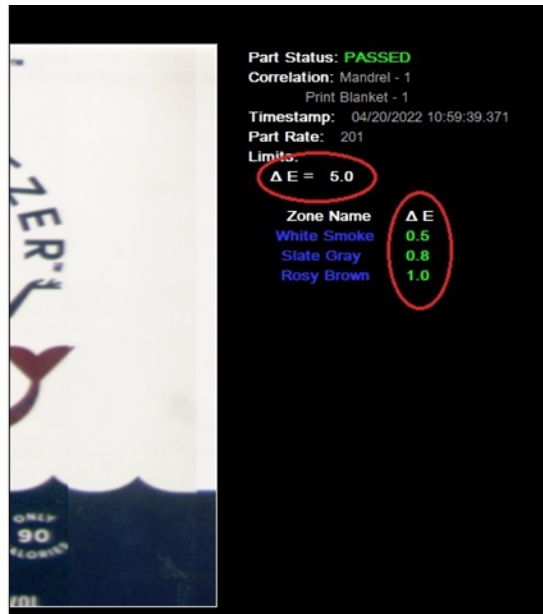 Part Status: PASSED
Correlation: Mandrel - 1
Print Blanket - 1
Timestamp: 04/20/2022 10:59:39.371
Part Rate: 201
Limits:
Δ E = 5.0
Zone Name Δ E
White Smoke 0.5
Slate Gray 0.8
Rosy Brown 1.0
ZER
ONLY
90